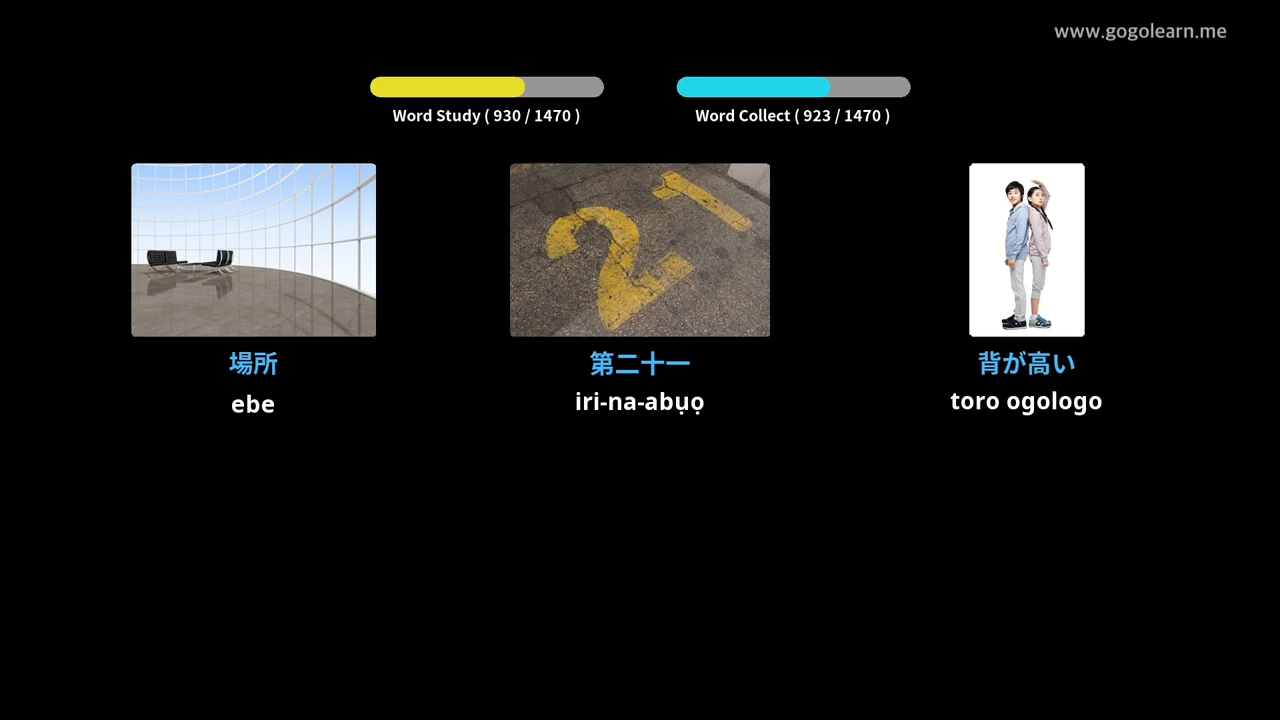 www.gogolearn.me
Word Study ( 930 / 1470 )
Word Collect ( 923 / 1470 )
21
場所
第二十一
背が高い
ebe
iri-na-abụọ
toro ogologo